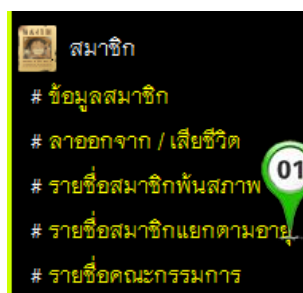 สมาชิก
# ข้อมูลสมาชิก
# ลาออกจาก / เสียชีวิต
# รายชื่อสมาชิกพ้นสภาพ
01
# รายชื่อสมาชิกแยกตามอายุ
# รายชื่อคณะกรรมการ